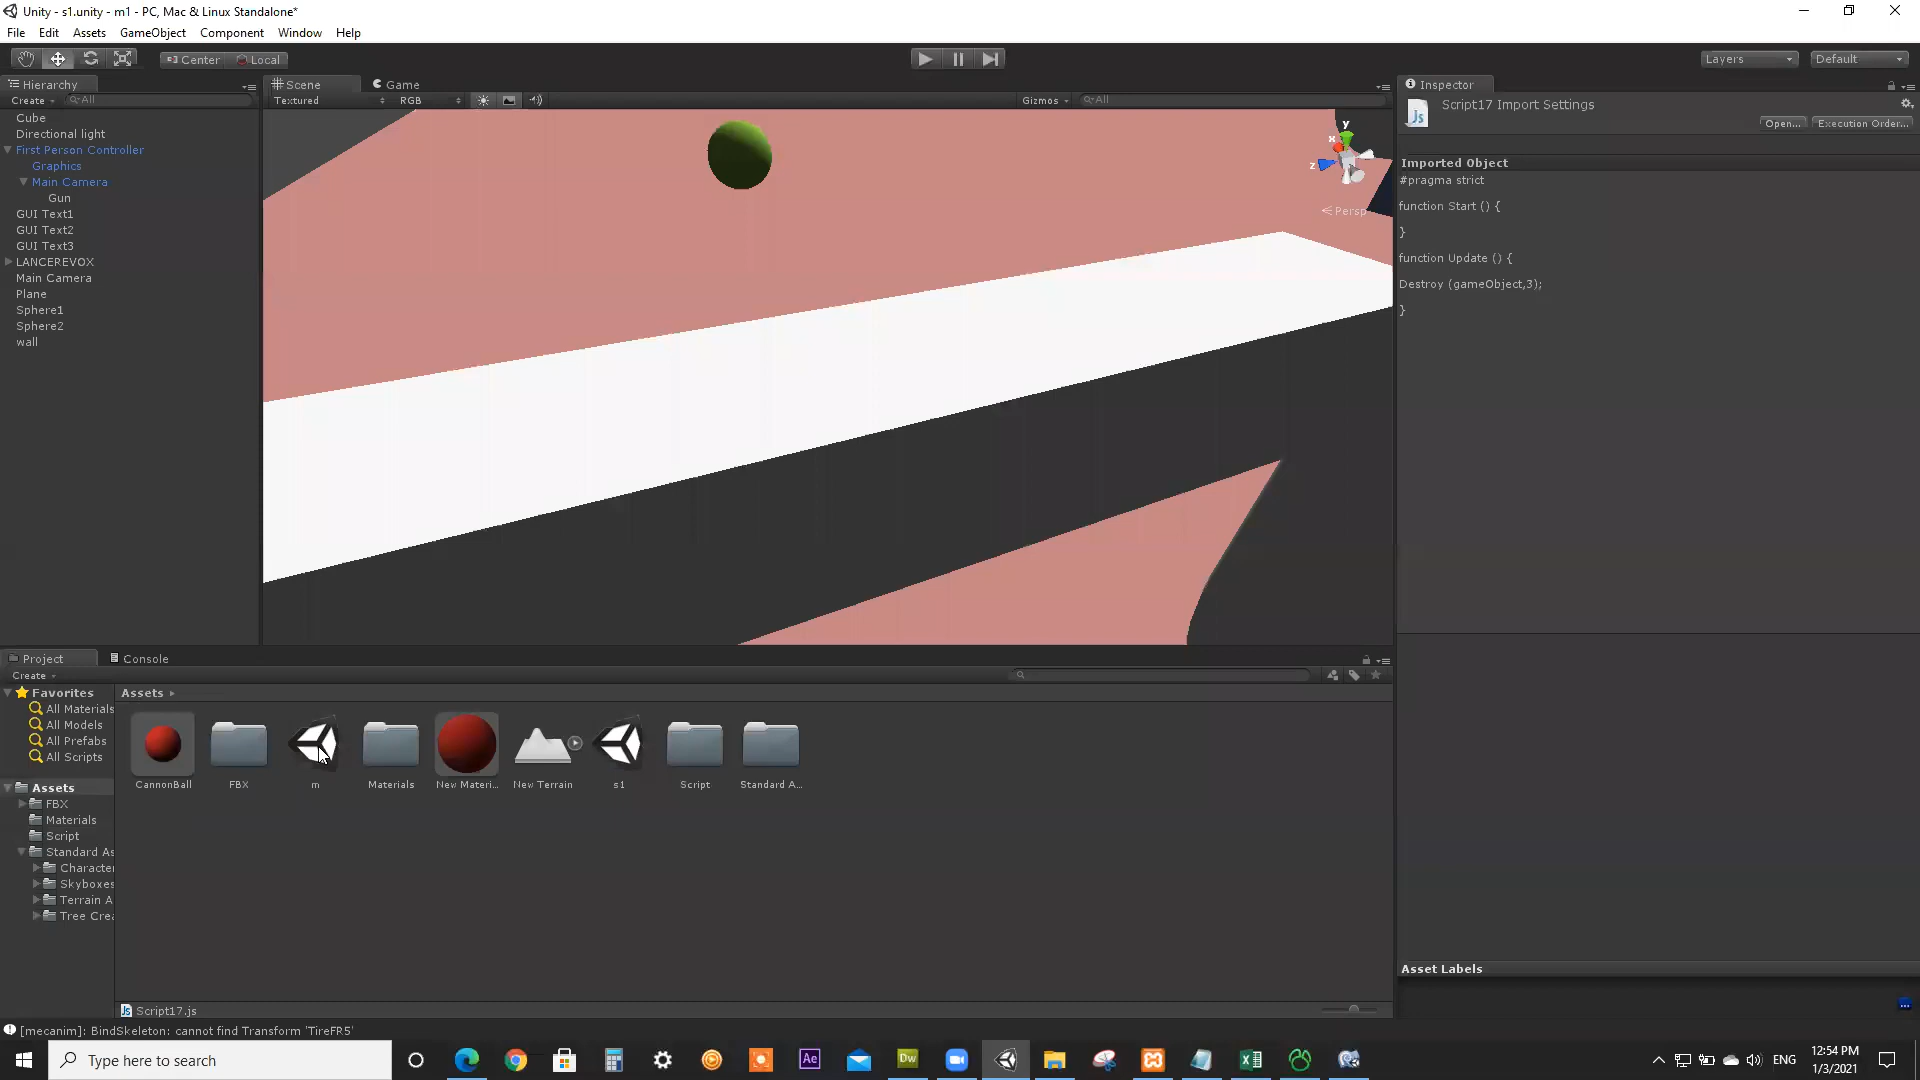 Unity - s1.unity - m1 - PC, Mac & Linux Standalone*
File Edit Assets GameObject Component Window Help
Center Local
Layers Default
Hierarchy
Create All
Cube
Directional light
First Person Controller
Graphics
Main Camera
Gun
GUI Text1
GUI Text2
GUI Text3
LANCEREVOX
Main Camera
Plane
Sphere1
Sphere2
wall
Scene Game
Textured RGB Gizmos All
y
x
z
Persp
Inspector
Script17 Import Settings
Open... Execution Order...
Imported Object
#pragma strict
function Start () {
}
function Update () {
Destroy (gameObject,3);
}
Asset Labels
Project Console
Create
Favorites
All Materials
All Models
All Prefabs
All Scripts
Assets
FBX
Materials
Script
Standard As
Character
Skyboxes
Terrain A
Tree Crea
Assets
CannonBall FBX m Materials New Materi... New Terrain s1 Script Standard A...
Script17.js
[mecanim]: BindSkeleton: cannot find Transform 'TireFR5'
Type here to search
Ae
Dw
ENG
12:54 PM
1/3/2021